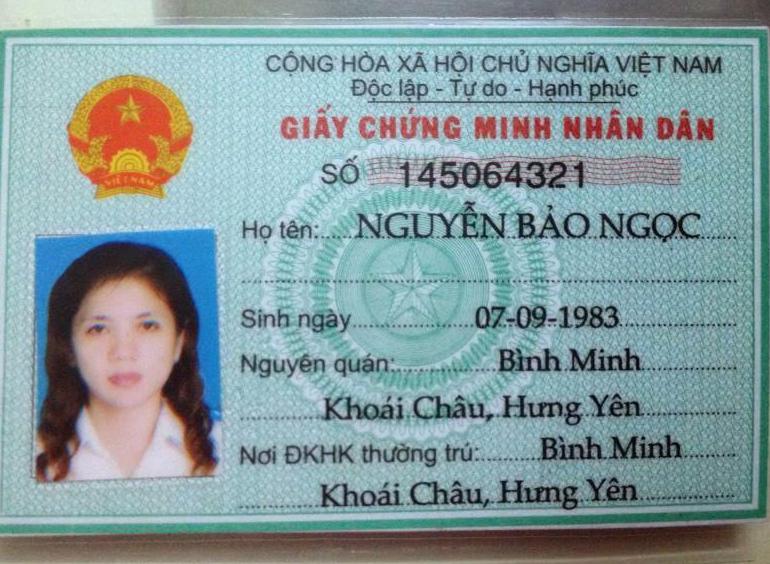 CỘNG HÒA XÃ HỘI CHỦ NGHĨA VIỆT NAM
Độc lập - Tự do - Hạnh phúc
GIẤY CHỨNG MINH NHÂN DÂN
SỐ 145064321
Họ tên: NGUYỄN BẢO NGỌC
Sinh ngày 07-09-1983
Nguyên quán: Bình Minh
Khoái Châu, Hưng Yên
Nơi ĐKHK thường trú: Bình Minh
Khoái Châu, Hưng Yên
VIỆT NAM